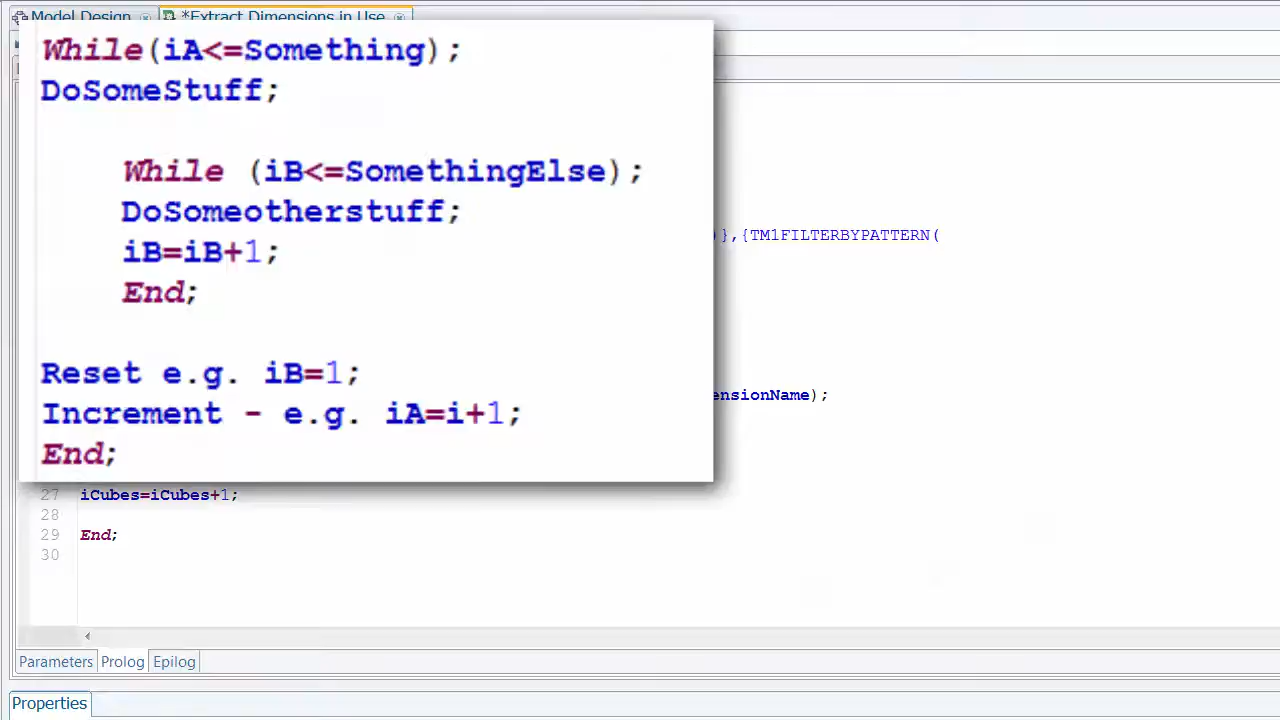 Model Design
*Extract Dimensions in Use
While(iA<=Something);
DoSomeStuff;
While (iB<=SomethingElse);
DoSomeotherstuff;
iB=iB+1;
End;
Reset e.g. iB=1;
Increment - e.g. iA=i+1;
End;
)},{TM1FILTERBYPATTERN(
ensionName);
27 iCubes=iCubes+1;
28
29 End;
30
Parameters Prolog Epilog
Properties